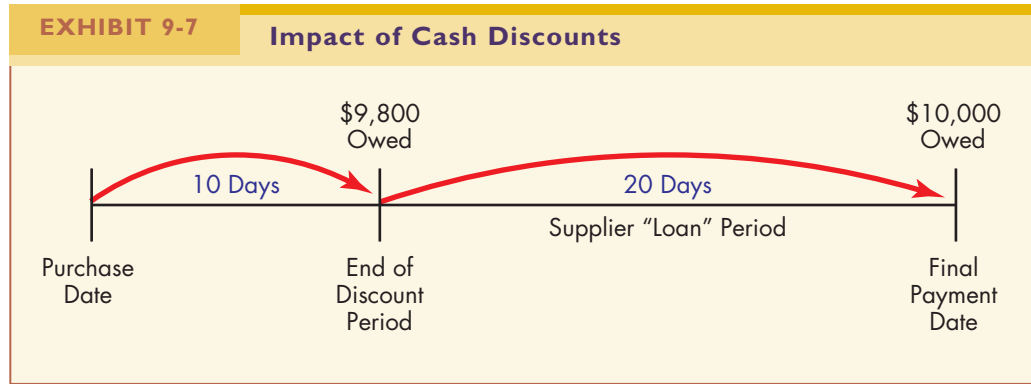 EXHIBIT 9-7
Impact of Cash Discounts
$9,800
Owed
$10,000
Owed
10 Days
20 Days
Supplier “Loan” Period
Purchase
Date
End of
Discount
Period
Final
Payment
Date